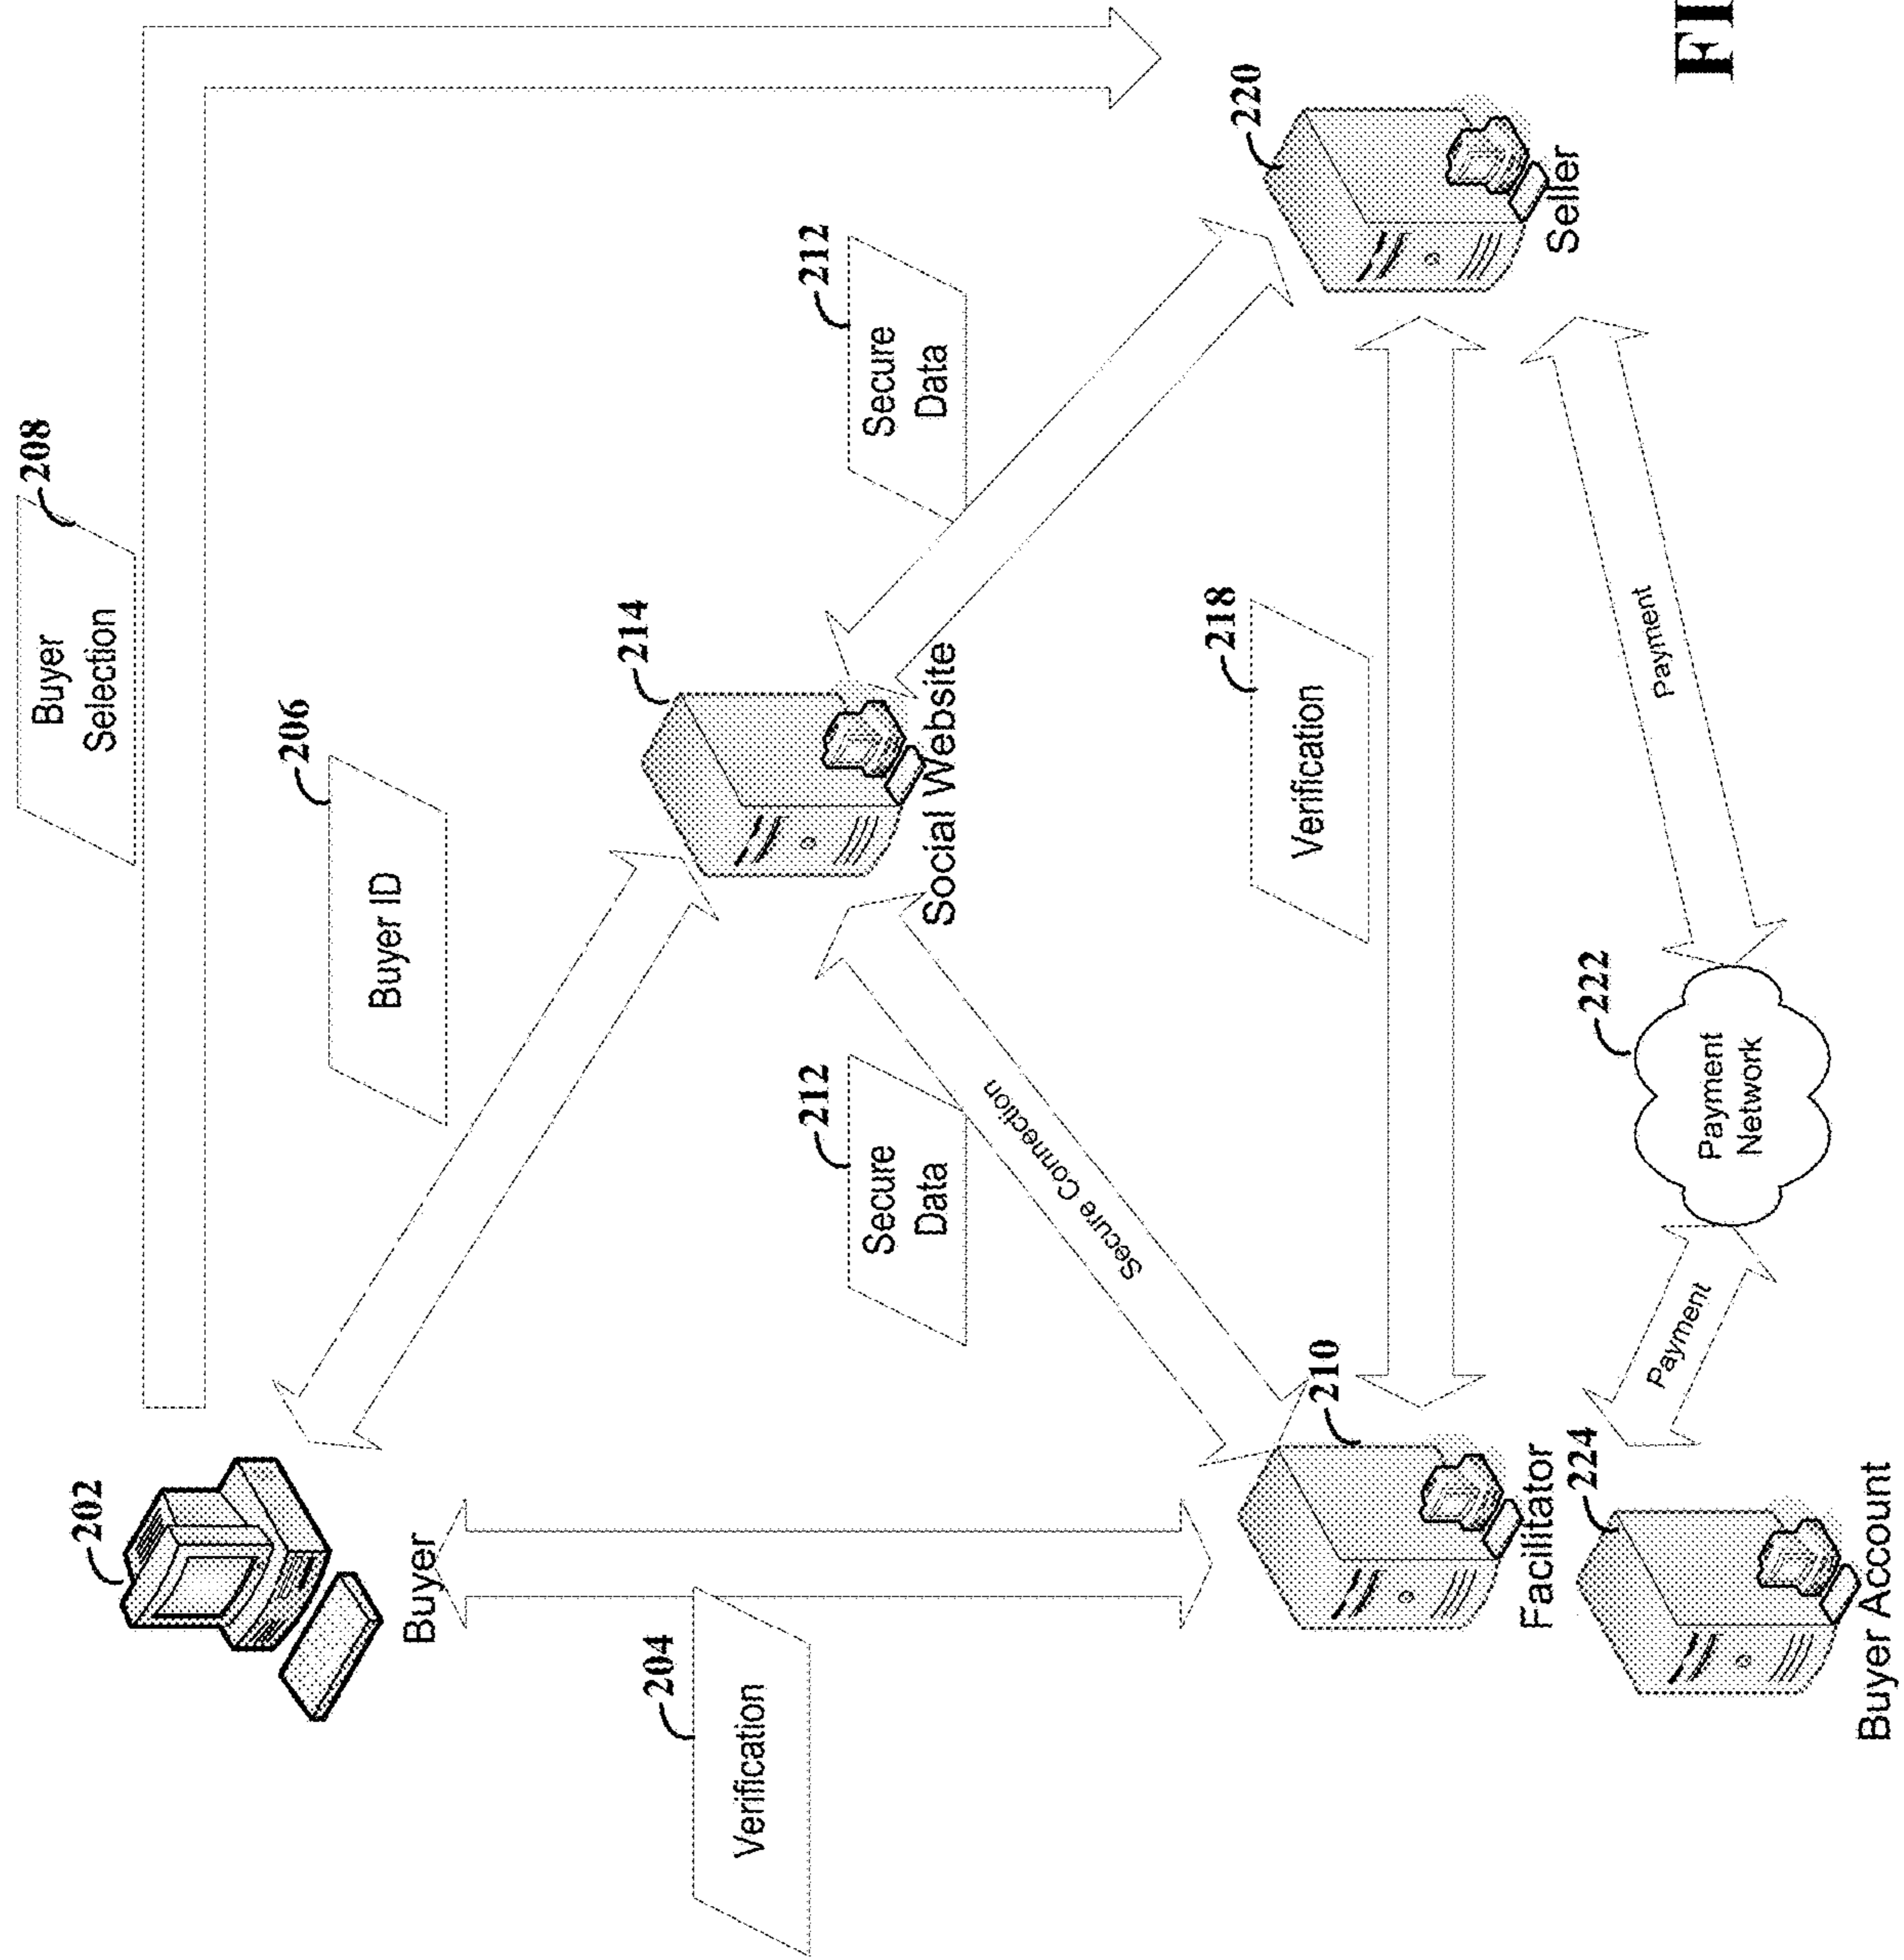 202
Buyer
Buyer
Selection
208
Buyer ID
206
Verification
204
Social Website
214
Secure
Data
212
Secure
Data
212
Secure Connection
Facilitator
210
Verification
218
Seller
220
Buyer Account
224
Payment
Payment
Network
222
Payment
FI